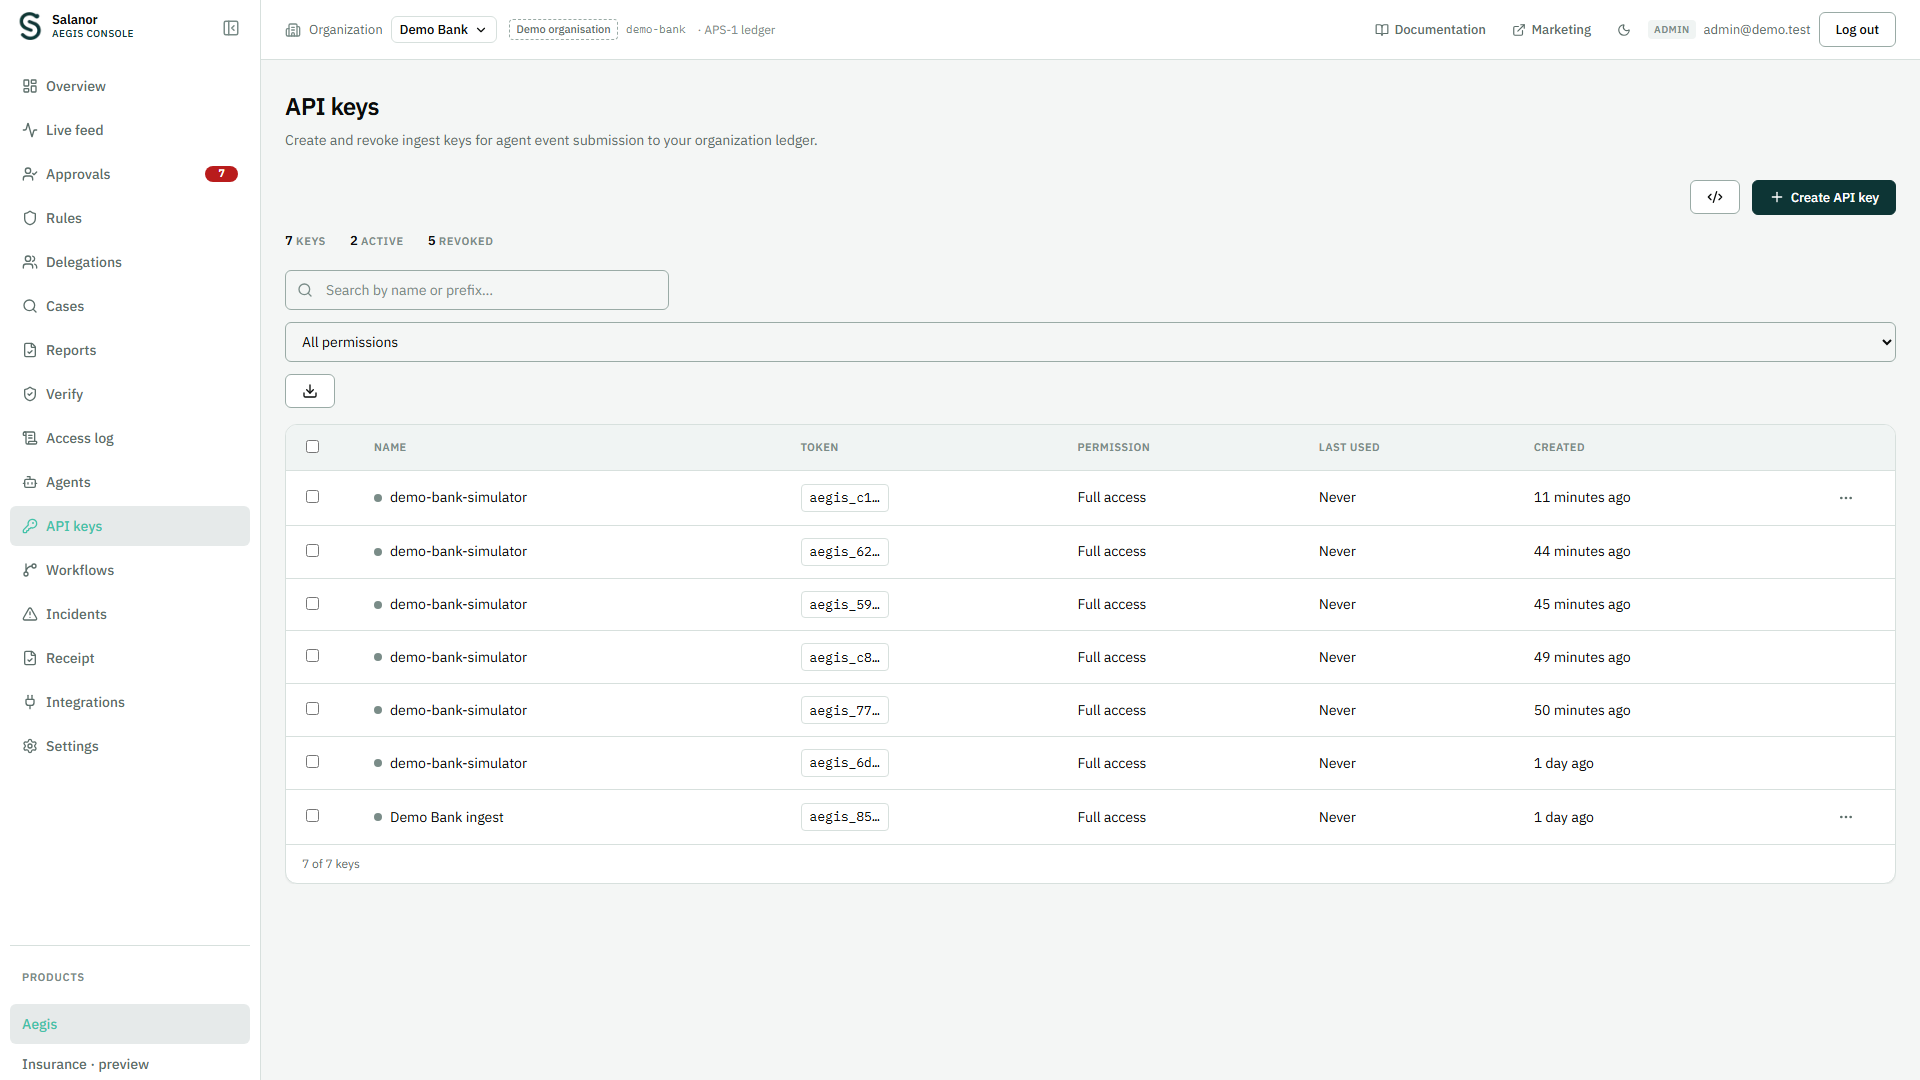 Salanor
AEGIS CONSOLE
Organization
Demo Bank
Demo organisation
demo-bank
· APS-1 ledger
Documentation
Marketing
ADMIN
admin@demo.test
Log out
Overview
Live feed
Approvals
7
Rules
Delegations
Cases
Reports
Verify
Access log
Agents
API keys
Workflows
Incidents
Receipt
Integrations
Settings
PRODUCTS
Aegis
Insurance · preview
API keys
Create and revoke ingest keys for agent event submission to your organization ledger.
</>
+ Create API key
7 KEYS 2 ACTIVE 5 REVOKED
Search by name or prefix...
All permissions
NAME TOKEN PERMISSION LAST USED CREATED
demo-bank-simulator aegis_c1… Full access Never 11 minutes ago ...
demo-bank-simulator aegis_62… Full access Never 44 minutes ago
demo-bank-simulator aegis_59… Full access Never 45 minutes ago
demo-bank-simulator aegis_c8… Full access Never 49 minutes ago
demo-bank-simulator aegis_77… Full access Never 50 minutes ago
demo-bank-simulator aegis_6d… Full access Never 1 day ago
Demo Bank ingest aegis_85… Full access Never 1 day ago ...
7 of 7 keys